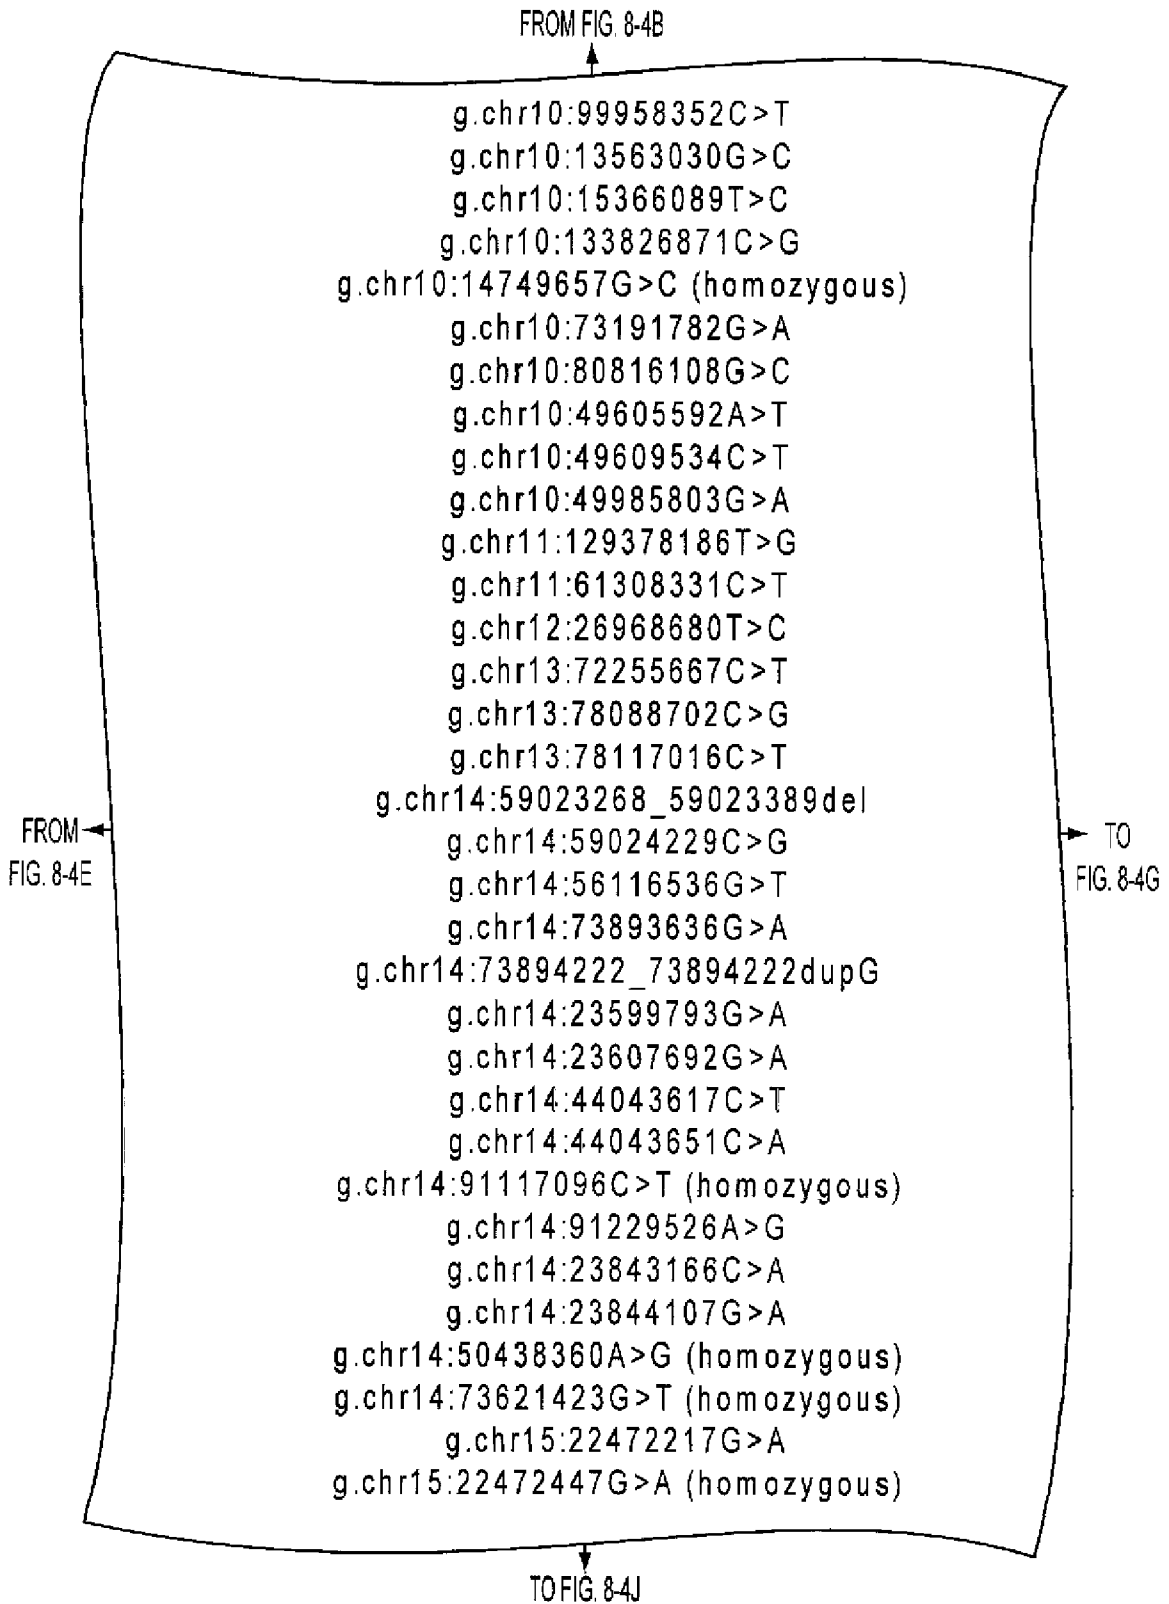 FROM FIG. 8-4B
g.chr10:99958352C>T
g.chr10:13563030G>C
g.chr10:15366089T>C
g.chr10:133826871C>G
g.chr10:14749657G>C (homozygous)
g.chr10:73191782G>A
g.chr10:80816108G>C
g.chr10:49605592A>T
g.chr10:49609534C>T
g.chr10:49985803G>A
g.chr11:129378186T>G
g.chr11:61308331C>T
g.chr12:26968680T>C
g.chr13:72255667C>T
g.chr13:78088702C>G
g.chr13:78117016C>T
g.chr14:59023268_59023389del
FROM
FIG. 8-4E
TO
FIG. 8-4G
g.chr14:59024229C>G
g.chr14:56116536G>T
g.chr14:73893636G>A
g.chr14:73894222_73894222dupG
g.chr14:23599793G>A
g.chr14:23607692G>A
g.chr14:44043617C>T
g.chr14:44043651C>A
g.chr14:91117096C>T (homozygous)
g.chr14:91229526A>G
g.chr14:23843166C>A
g.chr14:23844107G>A
g.chr14:50438360A>G (homozygous)
g.chr14:73621423G>T (homozygous)
g.chr15:22472217G>A
g.chr15:22472447G>A (homozygous)
TO FIG. 8-4J